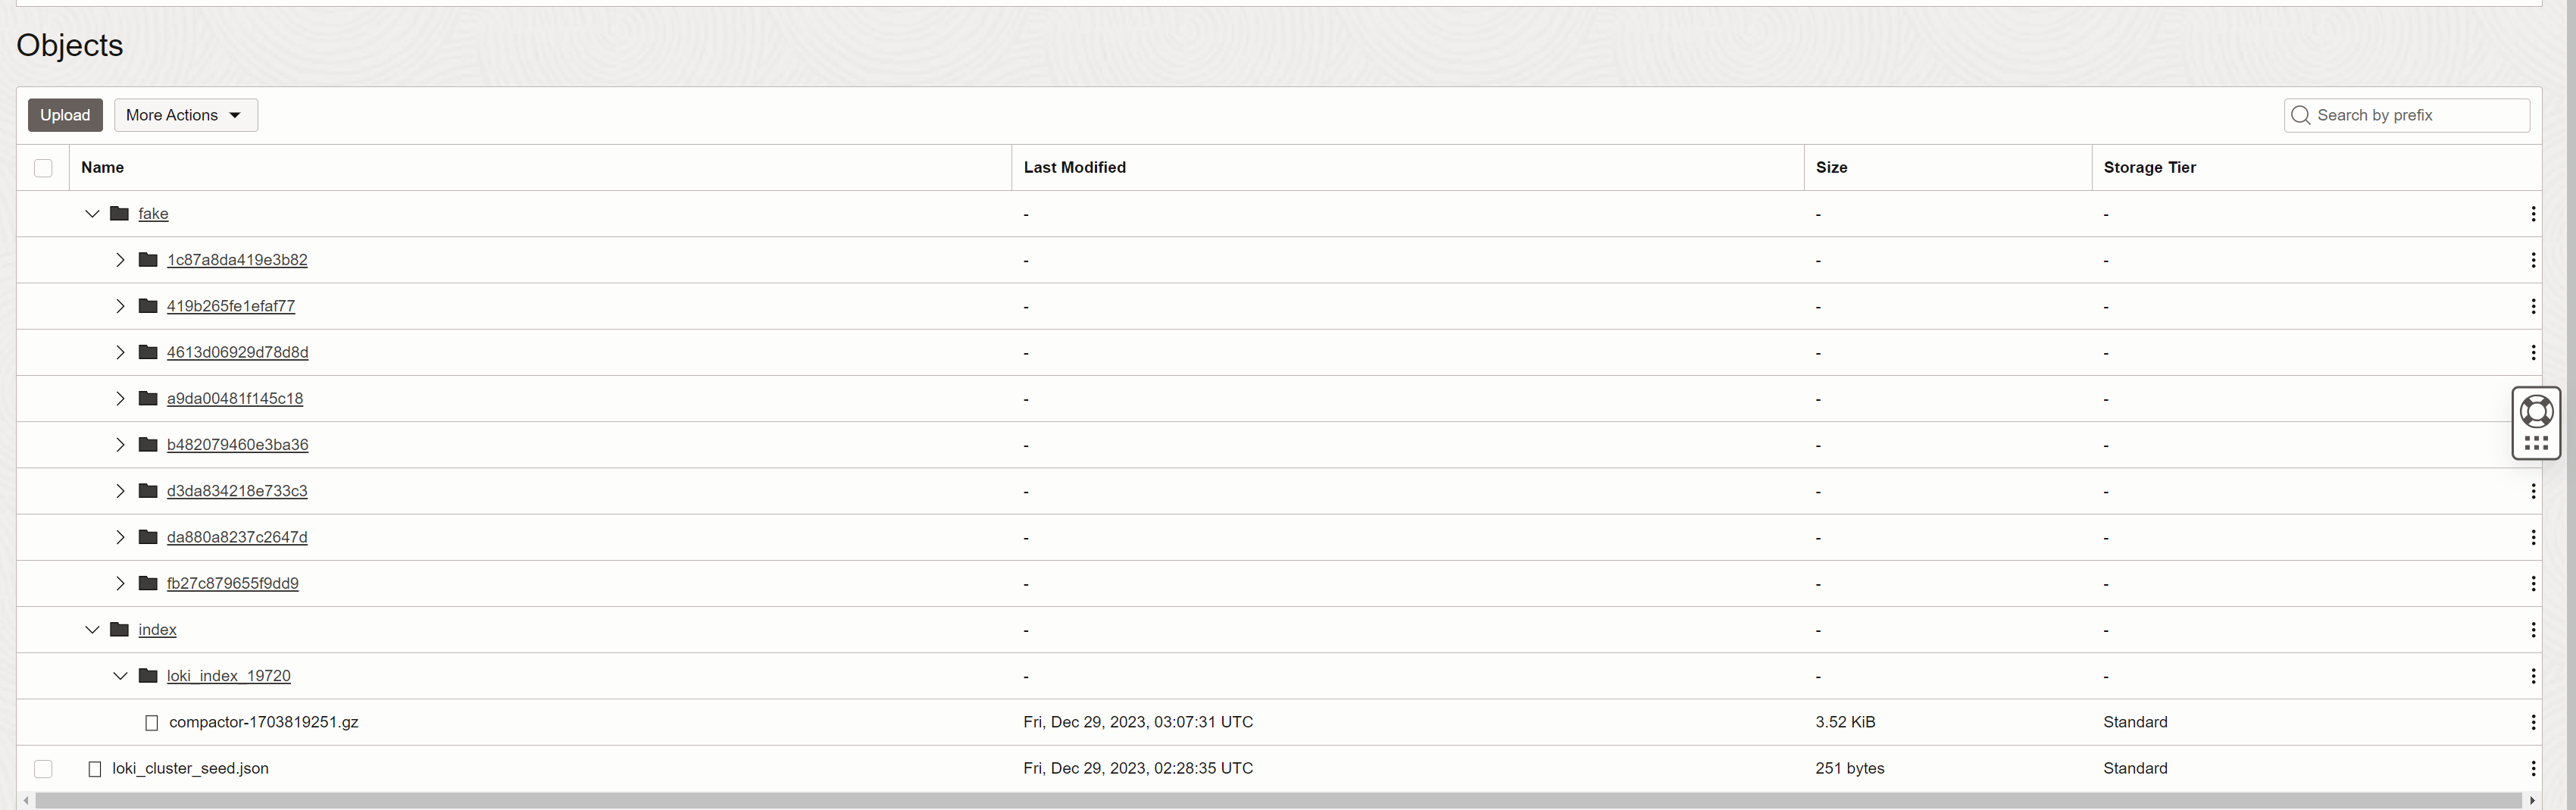 Objects
Upload More Actions Search by prefix
Name Last Modified Size Storage Tier
fake - - -
1c87a8da419e3b82 - - -
419b265fe1efaf77 - - -
4613d06929d78d8d - - -
a9da00481f145c18 - - -
b482079460e3ba36 - - -
d3da834218e733c3 - - -
da880a8237c2647d - - -
fb27c879655f9dd9 - - -
index - - -
loki_index_19720 - - -
compactor-1703819251.gz Fri, Dec 29, 2023, 03:07:31 UTC 3.52 KiB Standard
loki_cluster_seed.json Fri, Dec 29, 2023, 02:28:35 UTC 251 bytes Standard